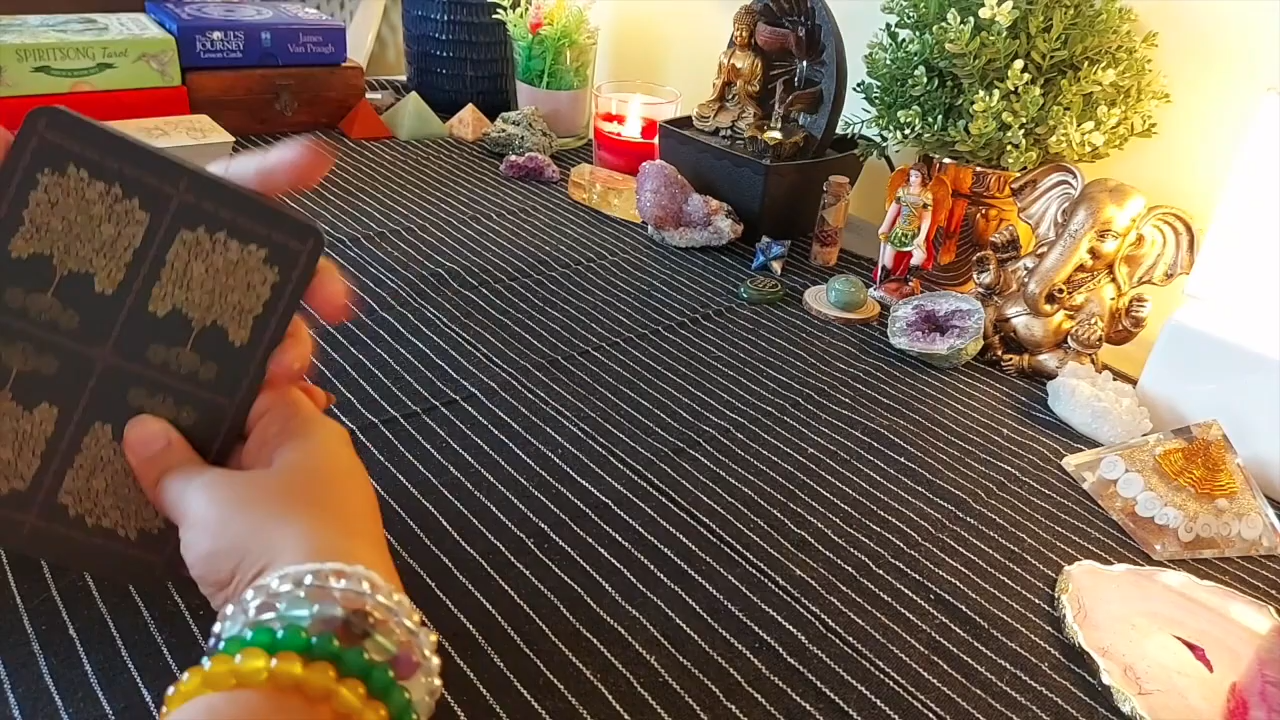 SPIRITSONG Tarot
The SOUL'S
JOURNEY
Lesson Cards
James
Van Praagh